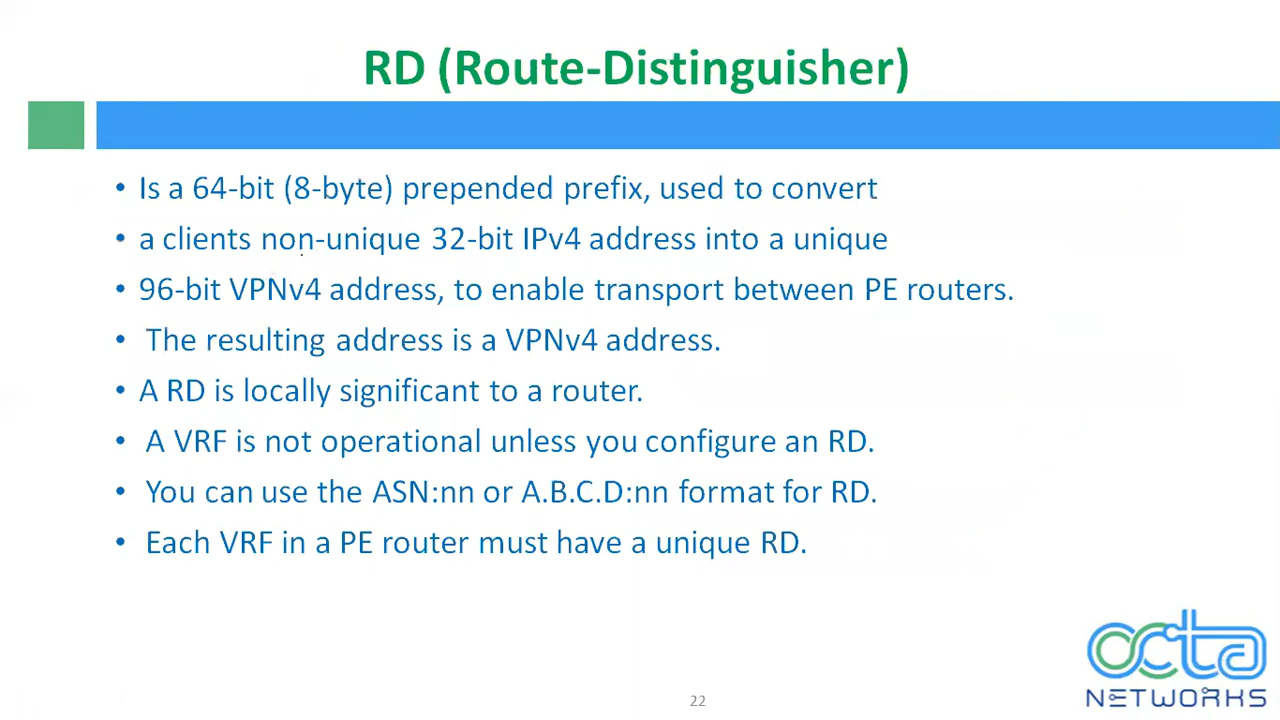 RD (Route-Distinguisher)
• Is a 64-bit (8-byte) prepended prefix, used to convert
• a clients non-unique 32-bit IPv4 address into a unique
• 96-bit VPNv4 address, to enable transport between PE routers.
• The resulting address is a VPNv4 address.
• A RD is locally significant to a router.
• A VRF is not operational unless you configure an RD.
• You can use the ASN:nn or A.B.C.D:nn format for RD.
• Each VRF in a PE router must have a unique RD.
octa
NETWORKS
22